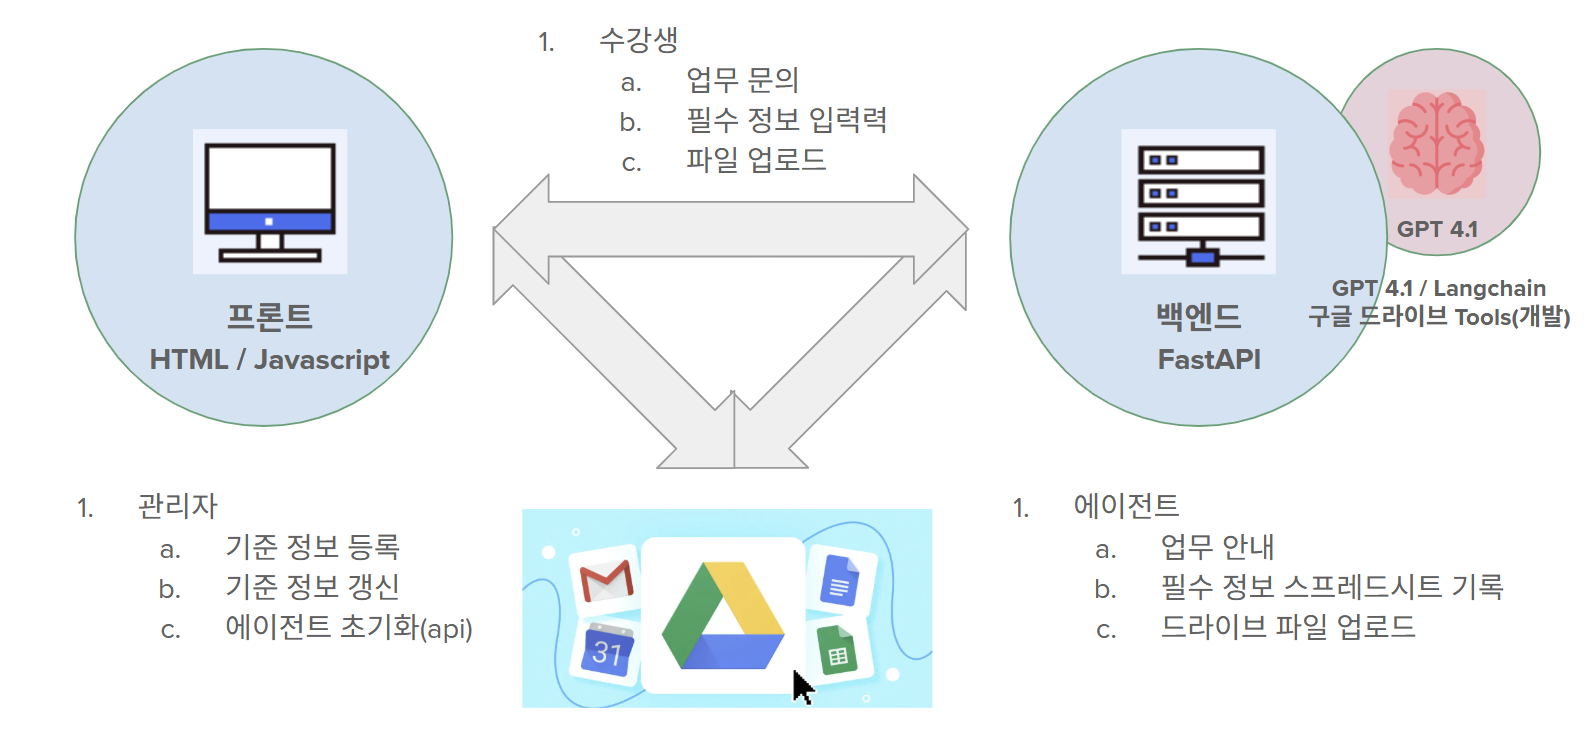 1. 수강생
a. 업무 문의
b. 필수 정보 입력력
c. 파일 업로드
프론트
HTML / Javascript
백엔드
FastAPI
GPT 4.1
GPT 4.1 / Langchain
구글 드라이브 Tools(개발)
1. 관리자
a. 기준 정보 등록
b. 기준 정보 갱신
c. 에이전트 초기화(api)
31
1. 에이전트
a. 업무 안내
b. 필수 정보 스프레드시트 기록
c. 드라이브 파일 업로드